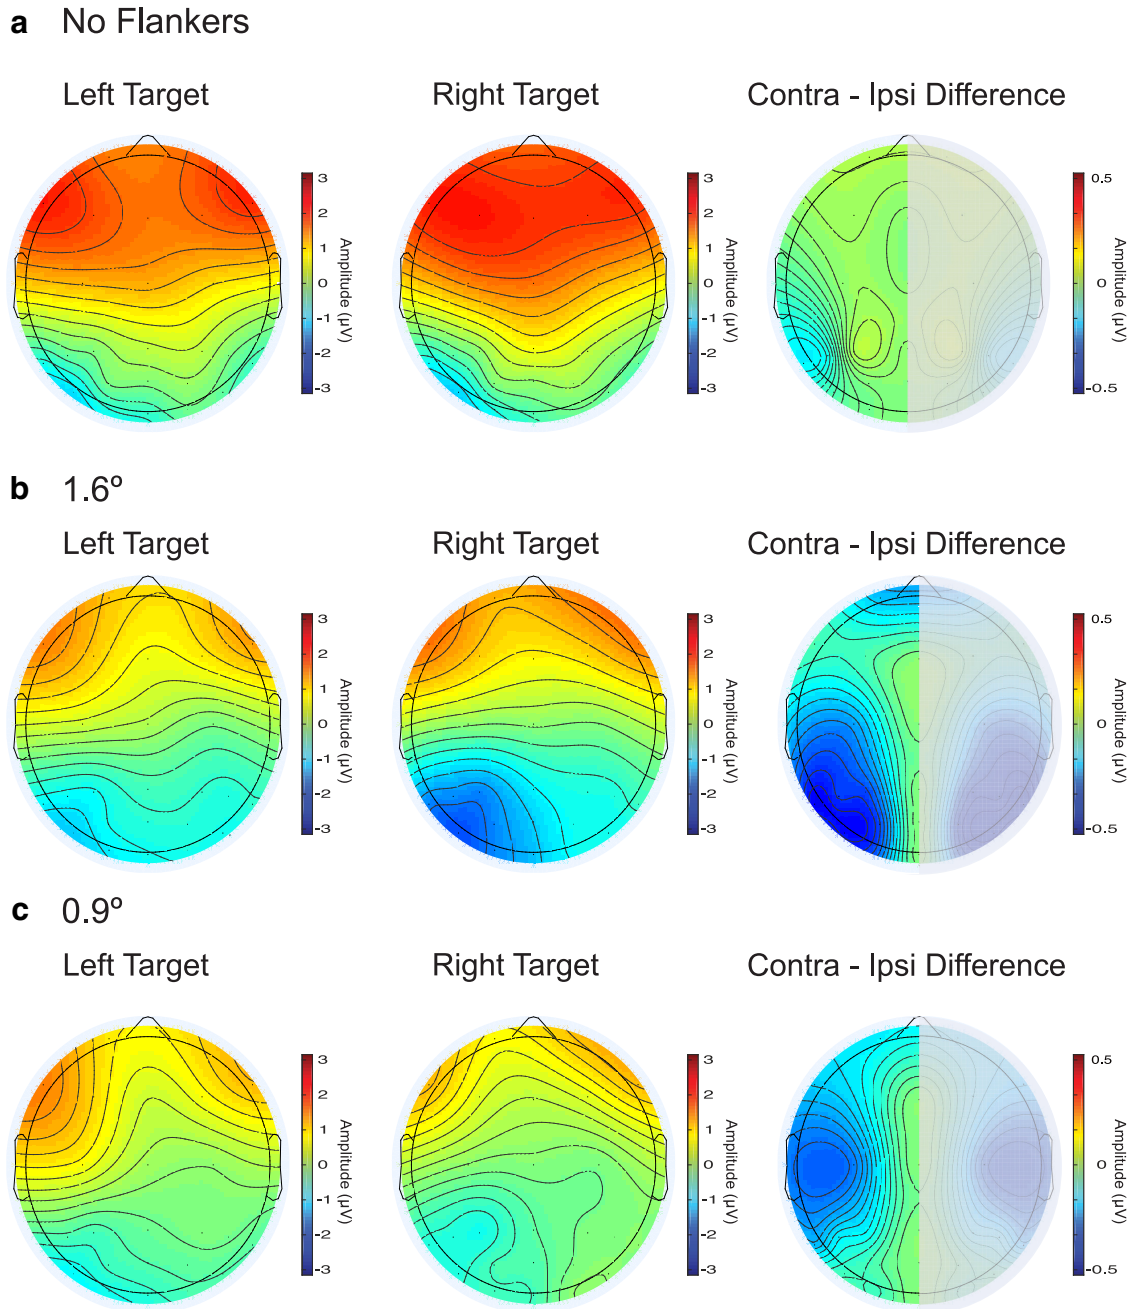 a No Flankers
Left Target Right Target Contra - Ipsi Difference
3 3 0.5
2 2
1 1
0 0 0
-1 -1
-2 -2
-3 -3 -0.5
Amplitude (µV) Amplitude (µV) Amplitude (µV)
b 1.6º
Left Target Right Target Contra - Ipsi Difference
3 3 0.5
2 2
1 1
0 0 0
-1 -1
-2 -2
-3 -3 -0.5
Amplitude (µV) Amplitude (µV) Amplitude (µV)
c 0.9º
Left Target Right Target Contra - Ipsi Difference
3 3 0.5
2 2
1 1
0 0 0
-1 -1
-2 -2
-3 -3 -0.5
Amplitude (µV) Amplitude (µV) Amplitude (µV)